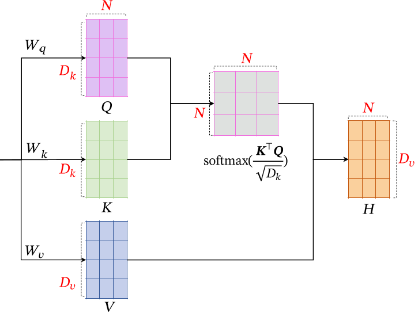 N
W_q
D_k
Q
N
N
W_k
D_k
K
softmax(K^⊤Q/√D_k)
N
D_v
H
W_v
D_v
V